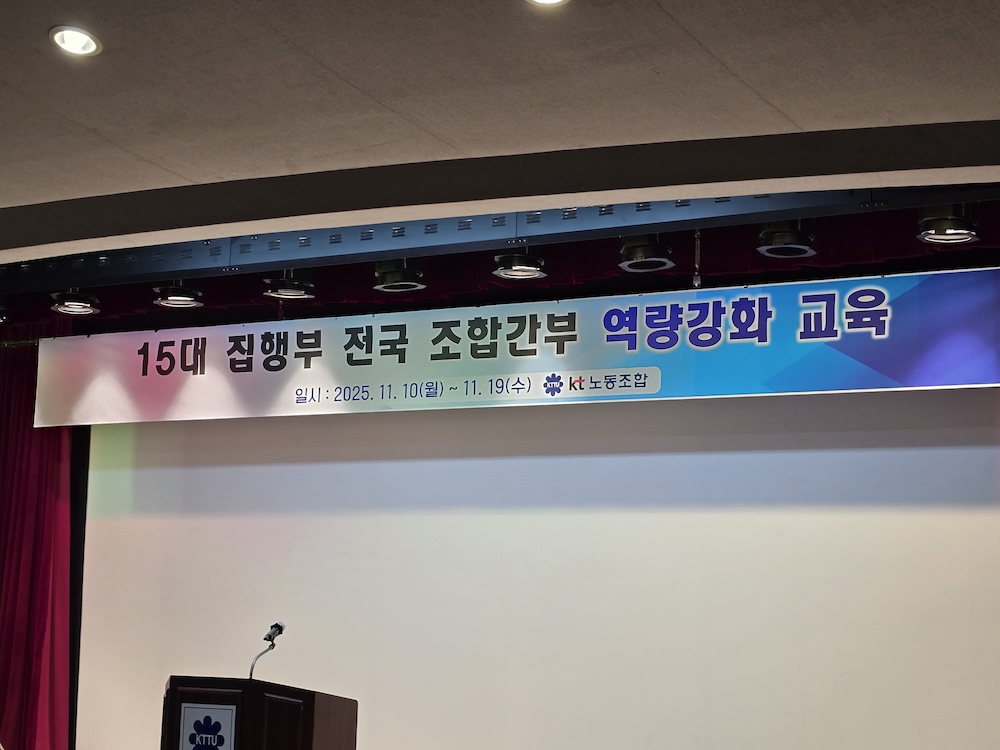 15대 집행부 전국 조합간부 역량강화 교육
일시 : 2025. 11. 10(월) ~ 11. 19(수) KTTU kt 노동조합
KTTU